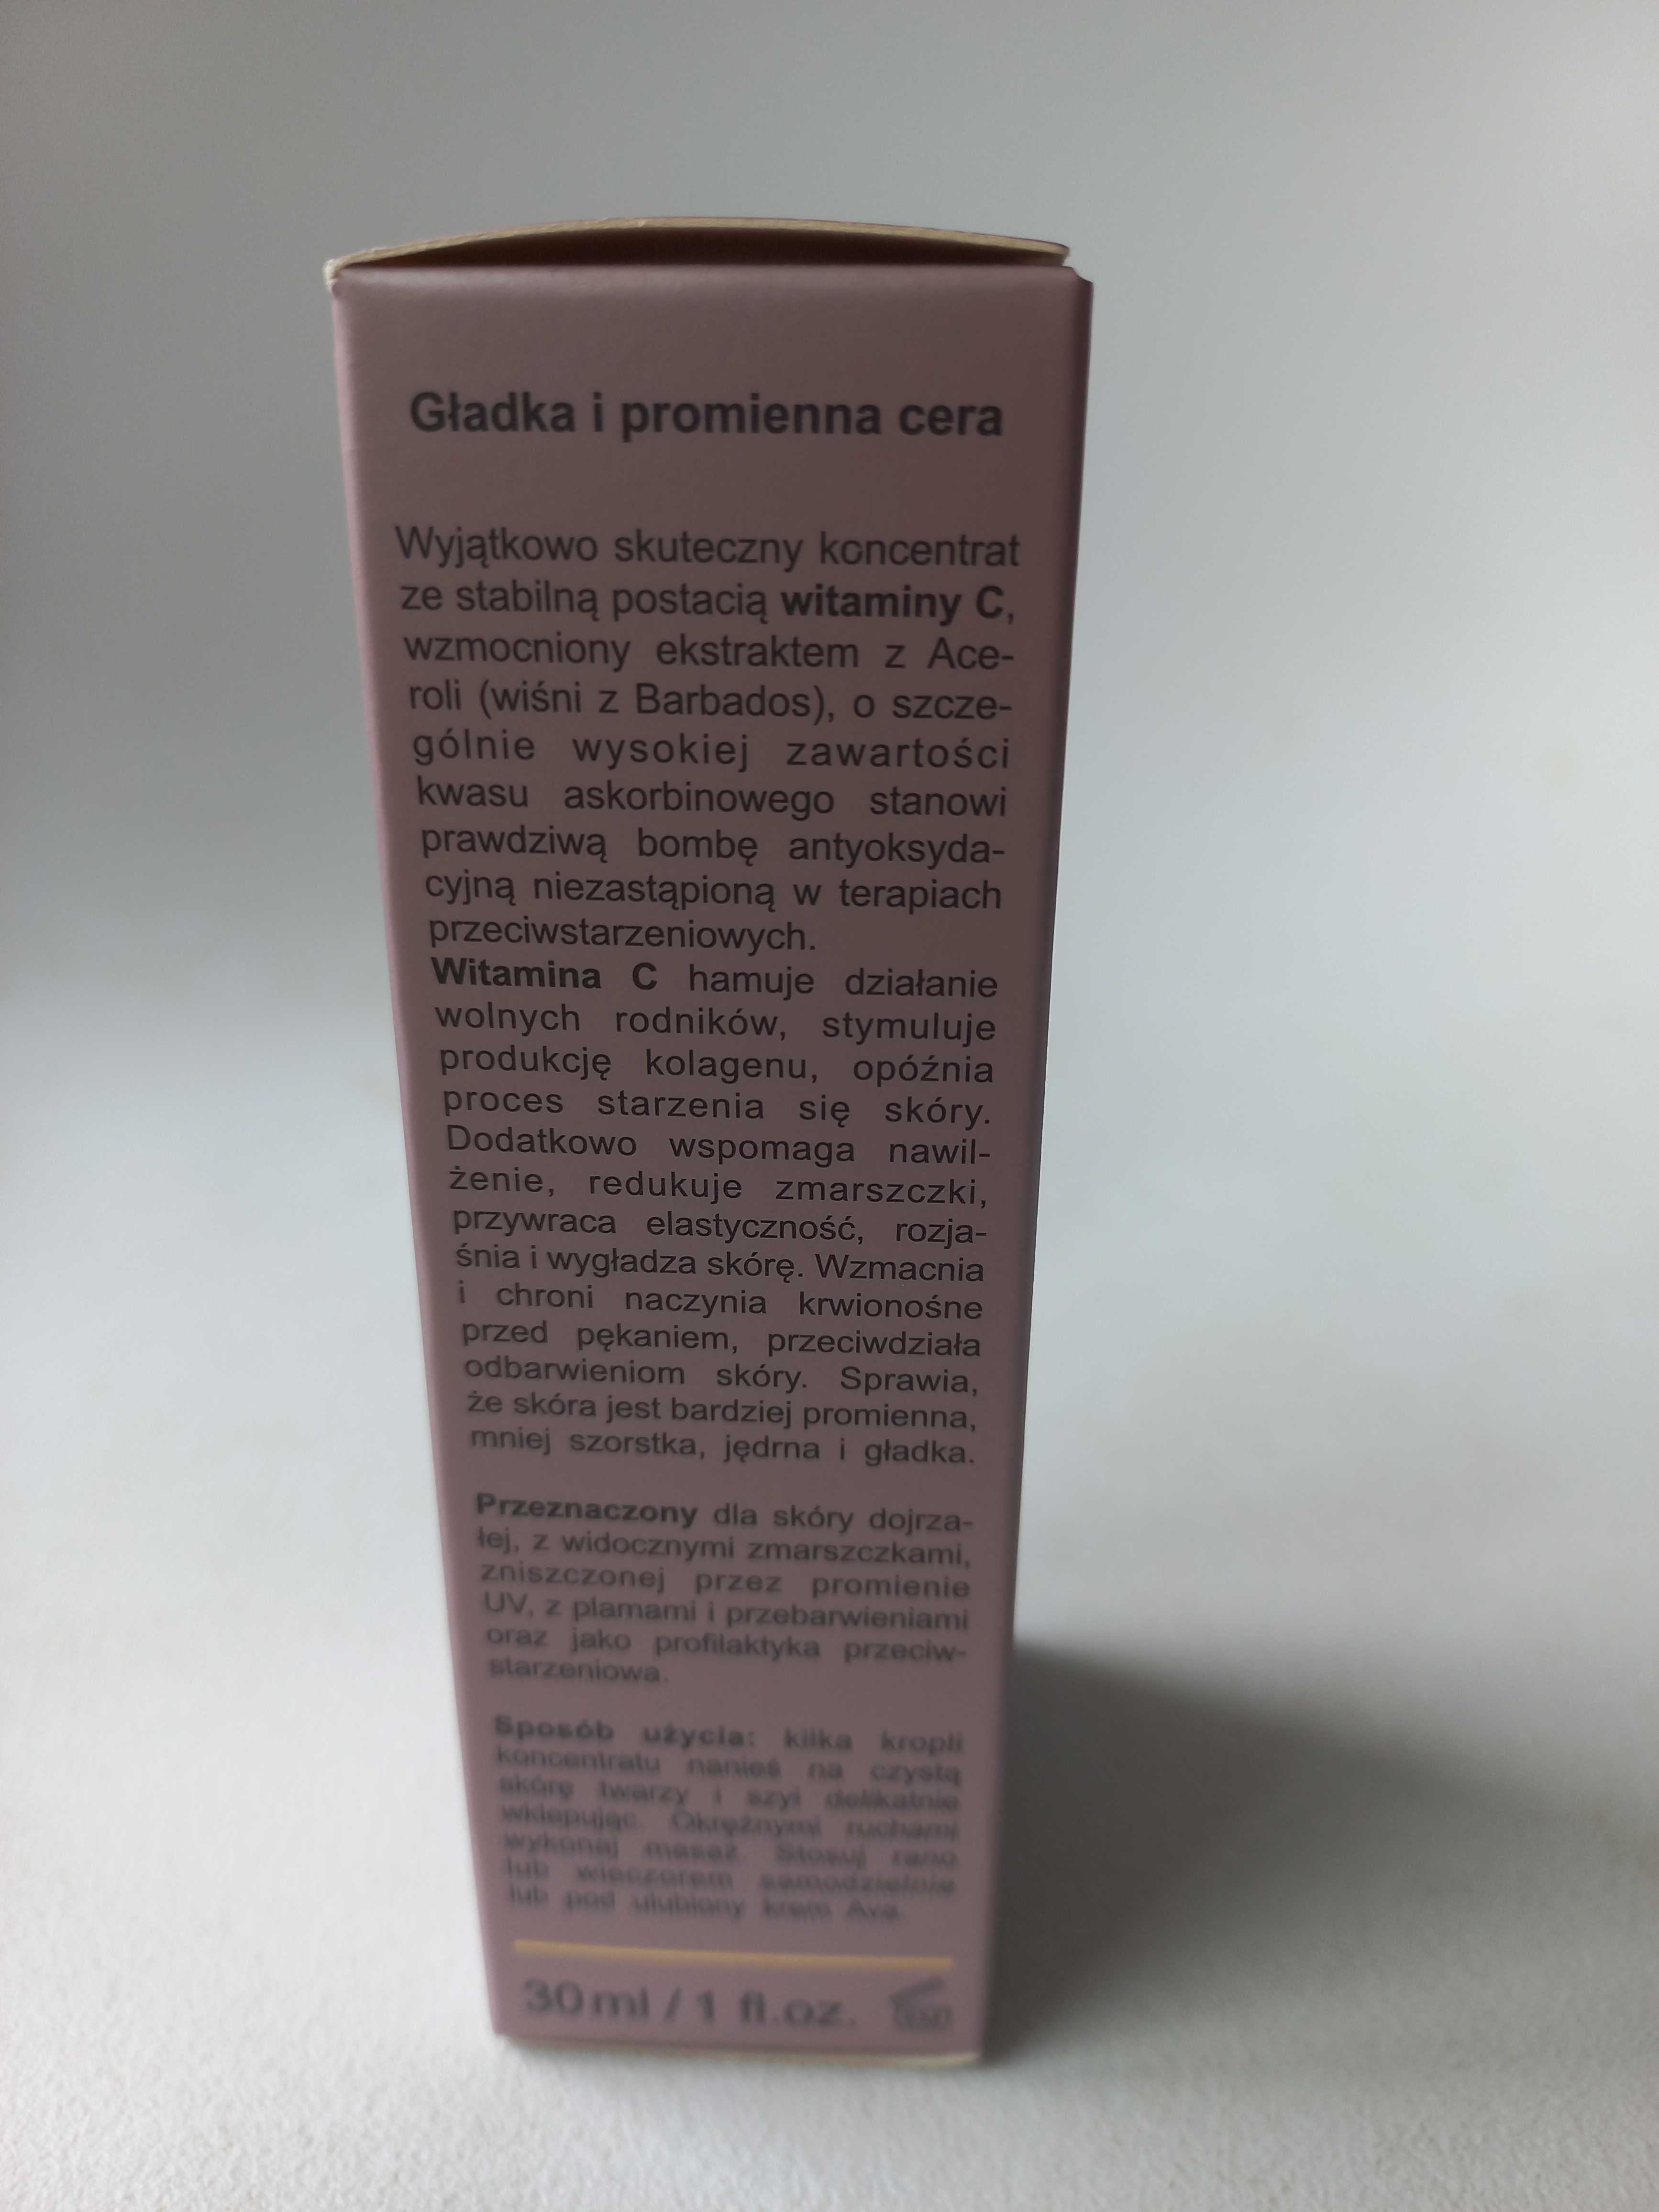 Gładka i promienna cera
Wyjątkowo skuteczny koncentrat
ze stabilną postacią witaminy C,
wzmocniony ekstraktem z Ace-
roli (wiśni z Barbados), o szcze-
gólnie wysokiej zawartości
kwasu askorbinowego stanowi
prawdziwą bombę antyoksyda-
cyjną niezastąpioną w terapiach
przeciwstarzeniowych.
Witamina C hamuje działanie
wolnych rodników, stymuluje
produkcję kolagenu, opóźnia
proces starzenia się skóry.
Dodatkowo wspomaga nawil-
żenie, redukuje zmarszczki,
przywraca elastyczność, rozja-
śnia i wygładza skórę. Wzmacnia
i chroni naczynia krwionośne
przed pękaniem, przeciwdziała
odbarwieniom skóry. Sprawia,
że skóra jest bardziej promienna,
mniej szorstka, jędrna i gładka.
Przeznaczony dla skóry dojrza-
łej, z widocznymi zmarszczkami,
zniszczonej przez promienie
UV, z plamami i przebarwieniami
oraz jako profilaktyka przeciw-
starzeniowa.
Sposób użycia: kilka kropli
koncentratu nanieś na czystą
skórę twarzy i szyi delikatnie
wklepując. Okrężnymi ruchami
wykonaj masaż. Stosuj rano
lub wieczorem samodzielnie
lub pod ulubiony krem Ava.
30 ml / 1 fl.oz.